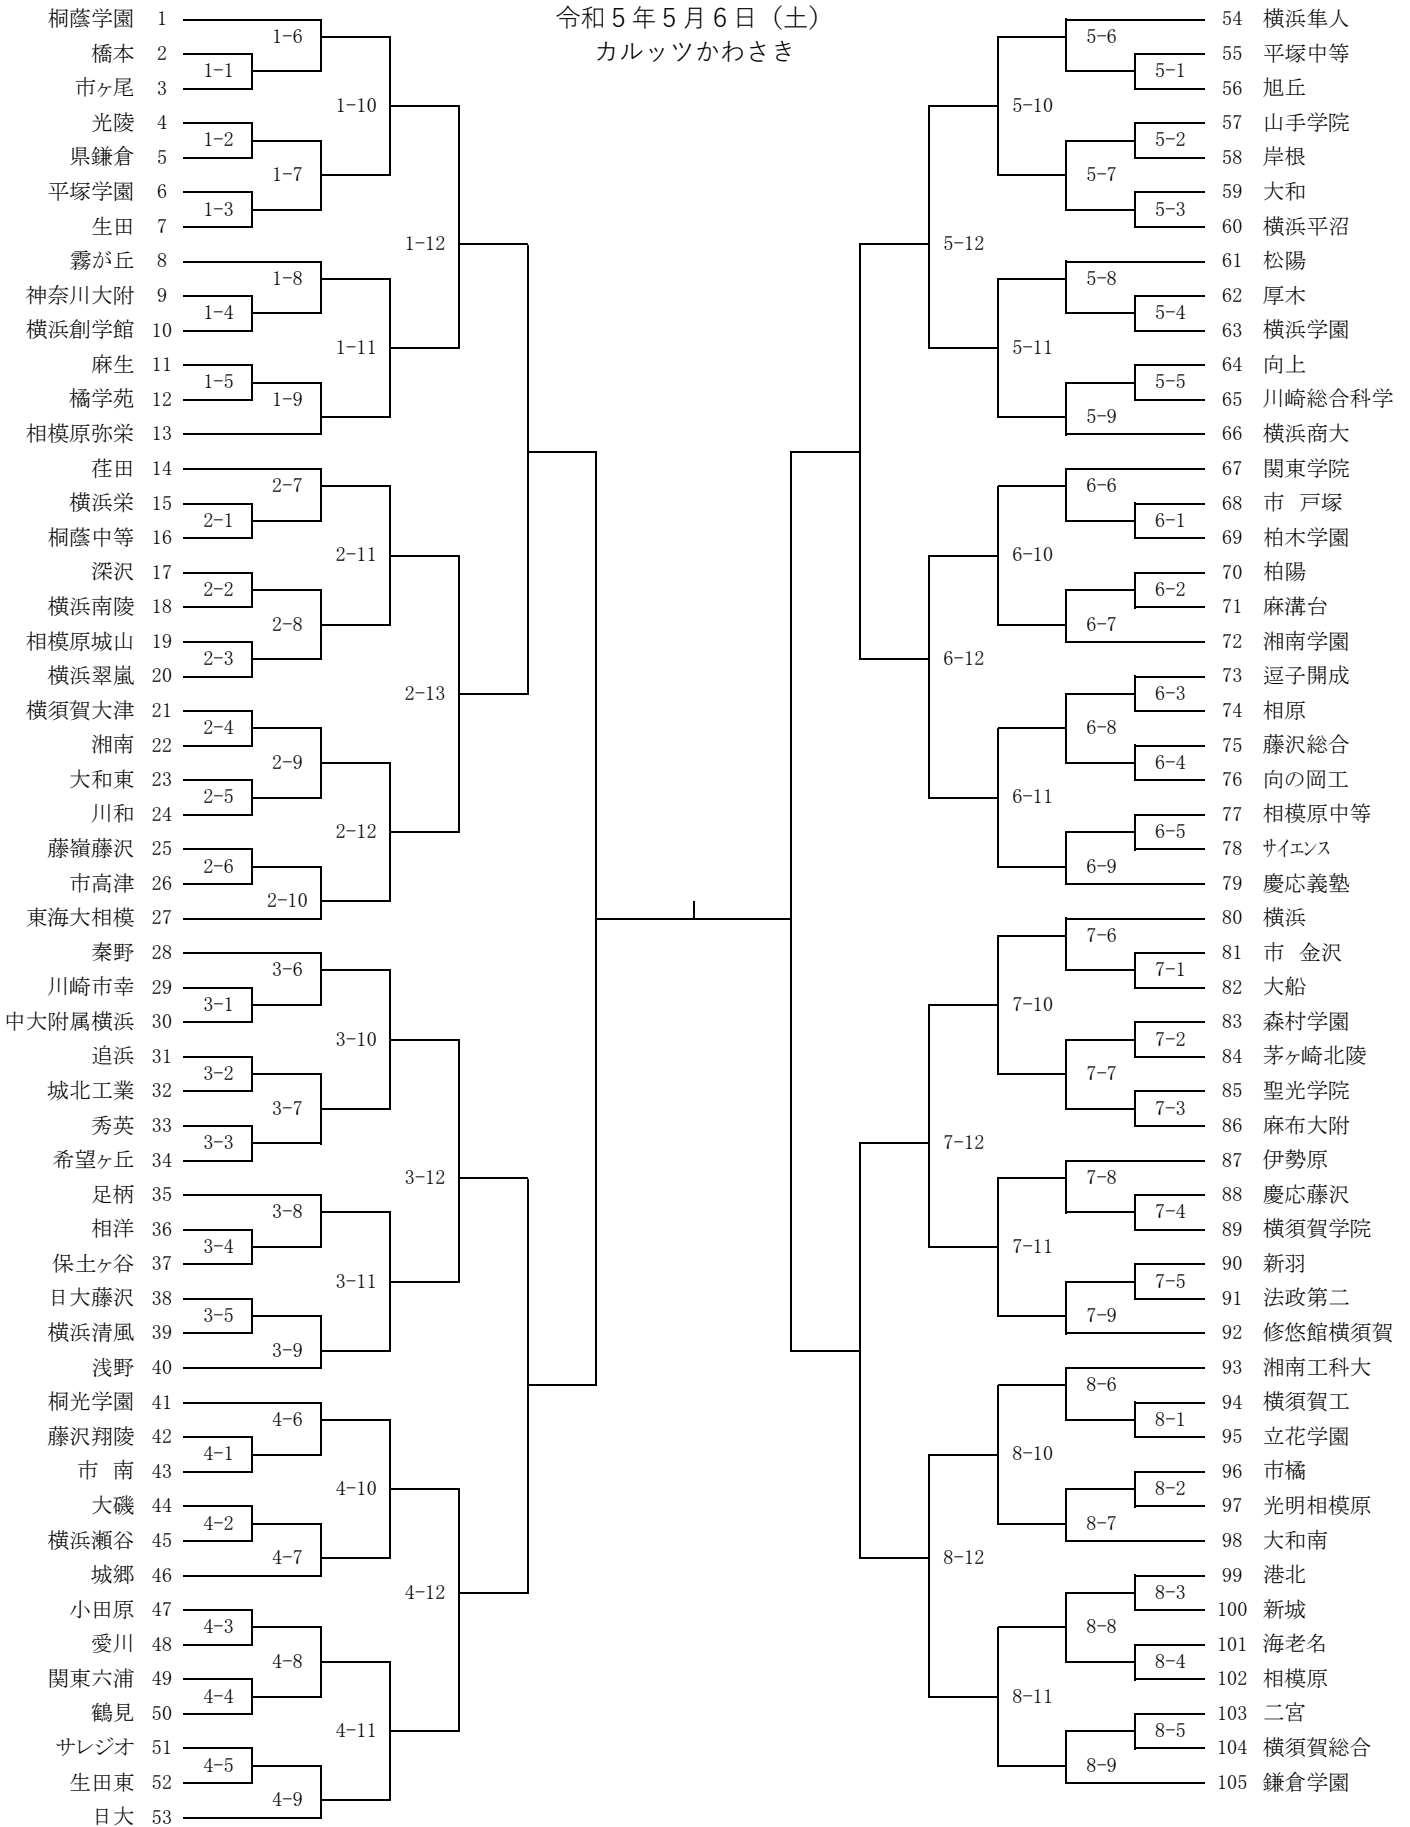 令和５年５月６日（土）
カルッツかわさき
桐蔭学園 1
1-6
橋本 2
1-1
市ヶ尾 3
1-10
光陵 4
1-2
県鎌倉 5
1-7
平塚学園 6
1-3
生田 7
1-12
霧が丘 8
1-8
神奈川大附 9
1-4
横浜創学館 10
1-11
麻生 11
1-5
橘学苑 12
1-9
相模原弥栄 13
荏田 14
2-7
横浜栄 15
2-1
桐蔭中等 16
2-11
深沢 17
2-2
横浜南陵 18
2-8
相模原城山 19
2-3
横浜翠嵐 20
2-13
横須賀大津 21
2-4
湘南 22
2-9
大和東 23
2-5
川和 24
2-12
藤嶺藤沢 25
2-6
市高津 26
2-10
東海大相模 27
秦野 28
3-6
川崎市幸 29
3-1
中大附属横浜 30
3-10
追浜 31
3-2
城北工業 32
3-7
秀英 33
3-3
希望ヶ丘 34
3-12
足柄 35
3-8
相洋 36
3-4
保土ヶ谷 37
3-11
日大藤沢 38
3-5
横浜清風 39
3-9
浅野 40
桐光学園 41
4-6
藤沢翔陵 42
4-1
市 南 43
4-10
大磯 44
4-2
横浜瀬谷 45
4-7
城郷 46
4-12
小田原 47
4-3
愛川 48
4-8
関東六浦 49
4-4
鶴見 50
4-11
サレジオ 51
4-5
生田東 52
4-9
日大 53
54 横浜隼人
5-6
55 平塚中等
5-1
56 旭丘
5-10
57 山手学院
5-2
58 岸根
5-7
59 大和
5-3
60 横浜平沼
5-12
61 松陽
5-8
62 厚木
5-4
63 横浜学園
5-11
64 向上
5-5
65 川崎総合科学
5-9
66 横浜商大
67 関東学院
6-6
68 市 戸塚
6-1
69 柏木学園
6-10
70 柏陽
6-2
71 麻溝台
6-7
72 湘南学園
6-12
73 逗子開成
6-3
74 相原
6-8
75 藤沢総合
6-4
76 向の岡工
6-11
77 相模原中等
6-5
78 サイエンス
6-9
79 慶応義塾
80 横浜
7-6
81 市 金沢
7-1
82 大船
7-10
83 森村学園
7-2
84 茅ヶ崎北陵
7-7
85 聖光学院
7-3
86 麻布大附
7-12
87 伊勢原
7-8
88 慶応藤沢
7-4
89 横須賀学院
7-11
90 新羽
7-5
91 法政第二
7-9
92 修悠館横須賀
93 湘南工科大
8-6
94 横須賀工
8-1
95 立花学園
8-10
96 市橘
8-2
97 光明相模原
8-7
98 大和南
8-12
99 港北
8-3
100 新城
8-8
101 海老名
8-4
102 相模原
8-11
103 二宮
8-5
104 横須賀総合
8-9
105 鎌倉学園